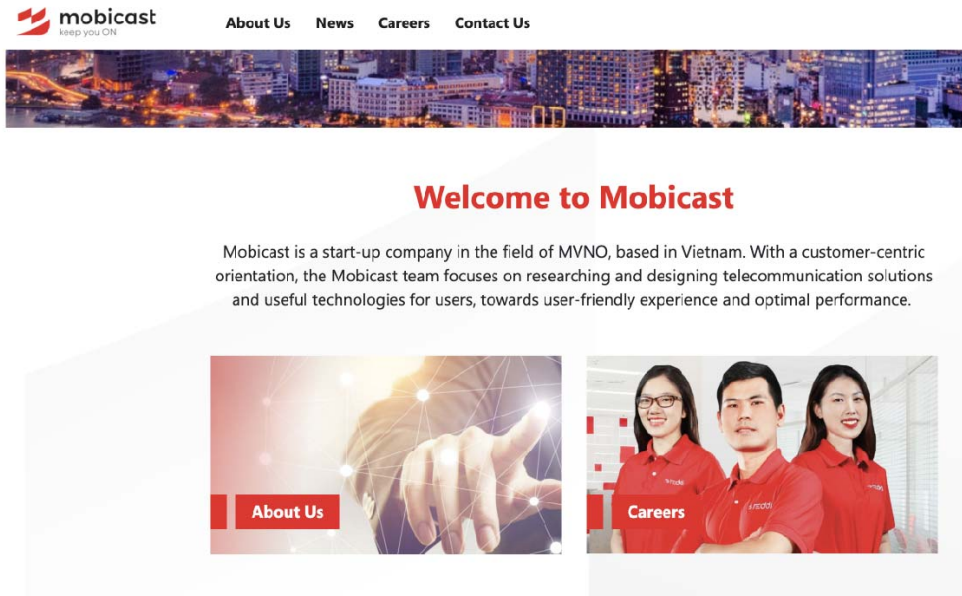 mobicast
keep you ON
About Us News Careers Contact Us
Welcome to Mobicast
Mobicast is a start-up company in the field of MVNO, based in Vietnam. With a customer-centric
orientation, the Mobicast team focuses on researching and designing telecommunication solutions
and useful technologies for users, towards user-friendly experience and optimal performance.
About Us
Careers